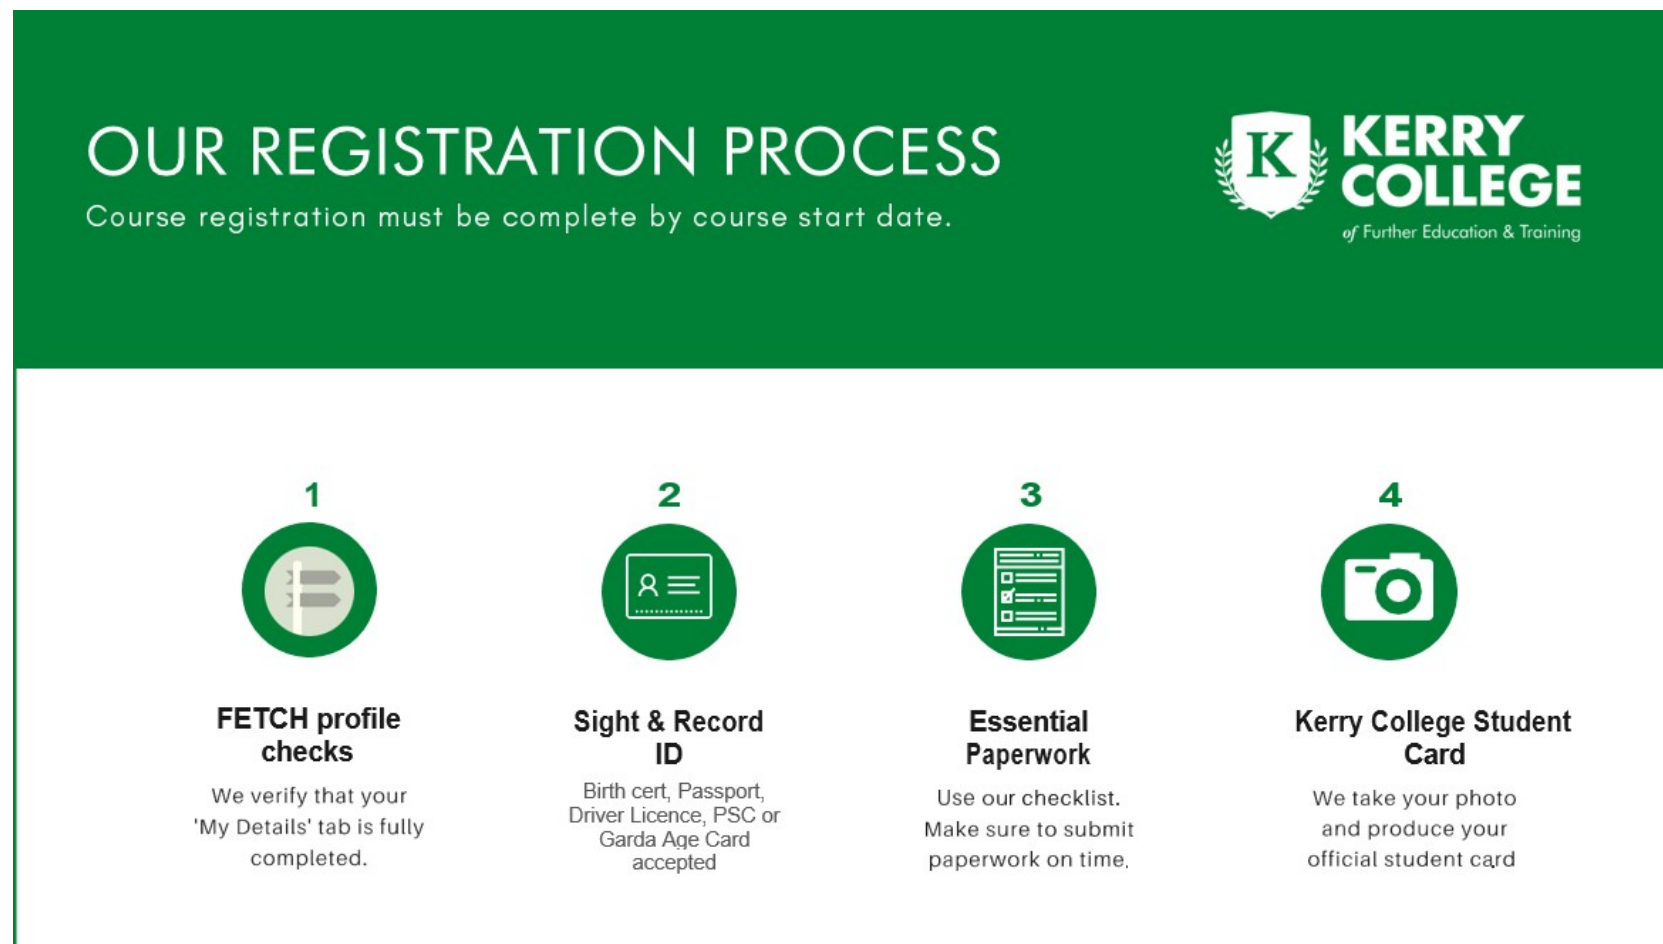 OUR REGISTRATION PROCESS
Course registration must be complete by course start date.
K
KERRY
COLLEGE
of Further Education & Training
1
FETCH profile
checks
We verify that your
'My Details' tab is fully
completed.
2
Sight & Record
ID
Birth cert, Passport,
Driver Licence, PSC or
Garda Age Card
accepted
3
Essential
Paperwork
Use our checklist.
Make sure to submit
paperwork on time.
4
Kerry College Student
Card
We take your photo
and produce your
official student card